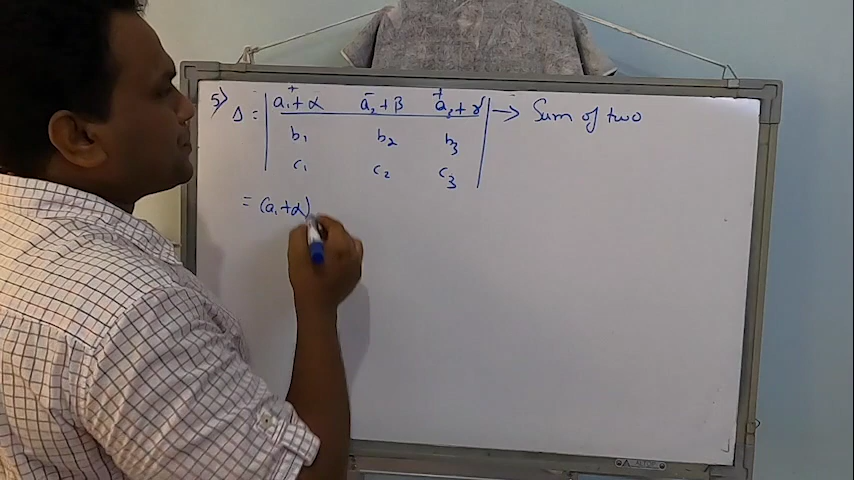 5) Δ = | a₁ + α   a₂ + β   a₃ + γ | → Sum of two
b₁   b₂   b₃
c₁   c₂   c₃
= (a₁ + α)